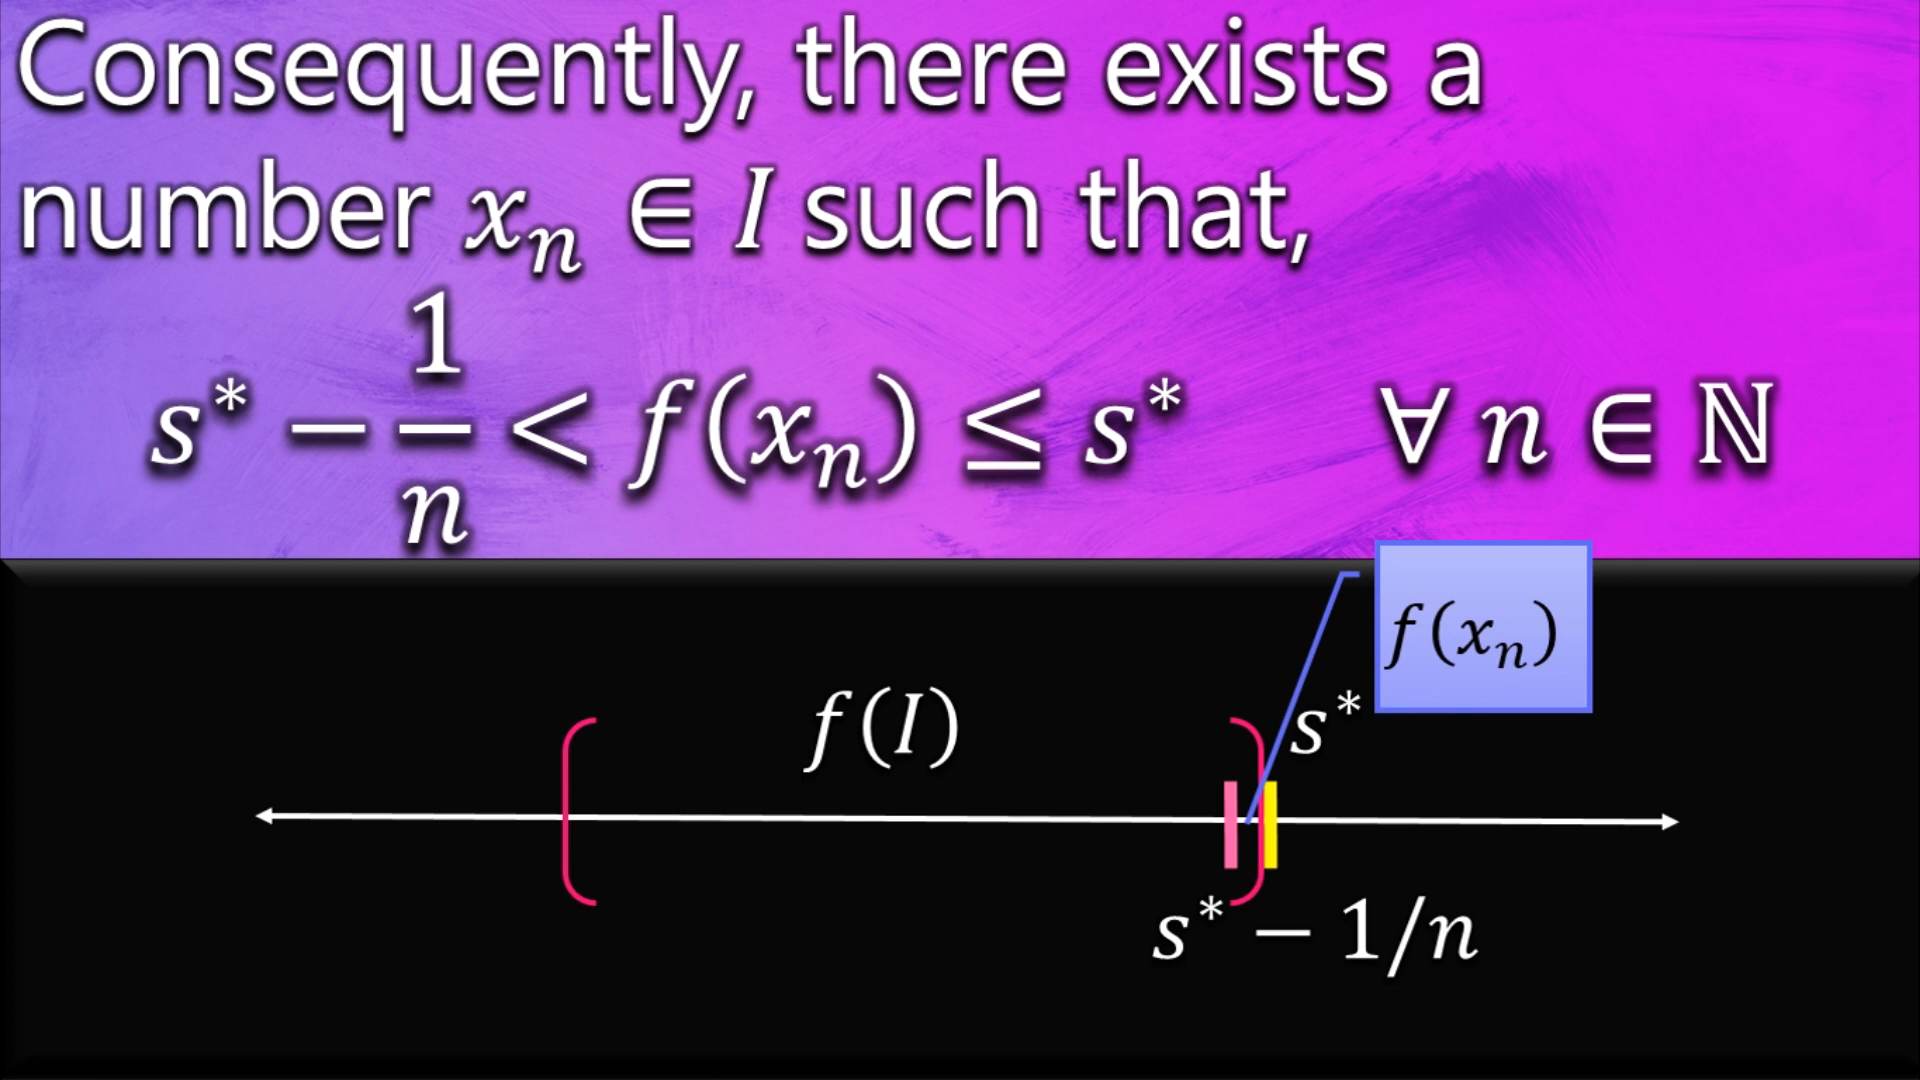 Consequently, there exists a
number xₙ ∈ I such that,
s* − 1/n < f(xₙ) ≤ s* ∀ n ∈ ℕ
f(xₙ)
f(I)
s*
s* − 1/n